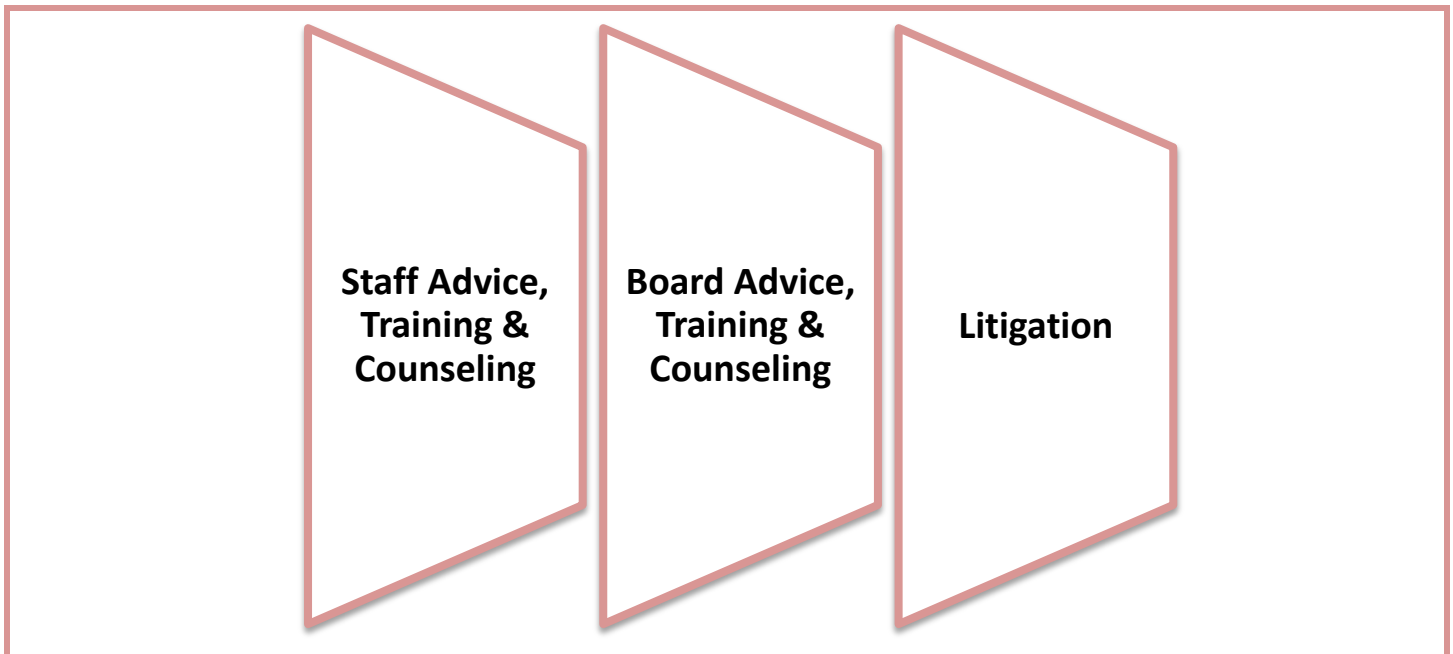 Staff Advice,
Training &
Counseling
Board Advice,
Training &
Counseling
Litigation